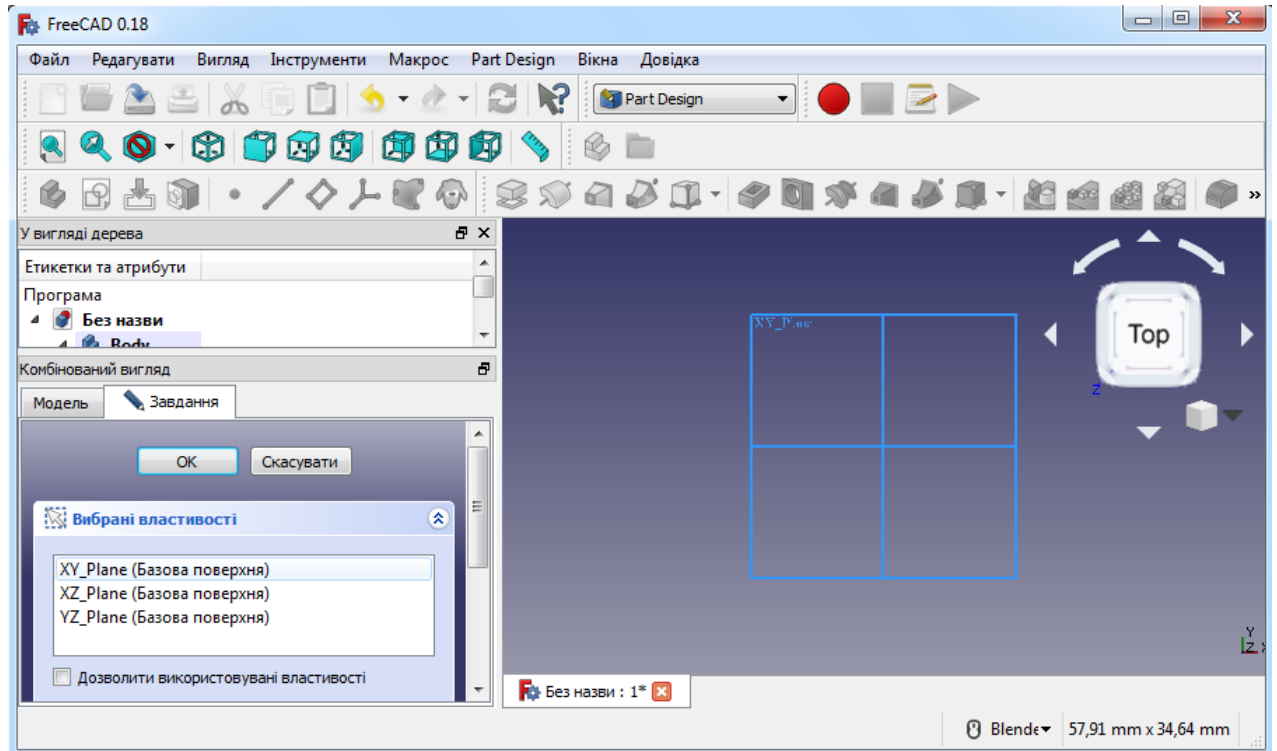 FreeCAD 0.18
Файл Редагувати Вигляд Інструменти Макрос Part Design Вікна Довідка
Part Design
У вигляді дерева
Етикетки та атрибути
Програма
Без назви
Body
Комбінований вигляд
Модель Завдання
OK Скасувати
Вибрані властивості
XY_Plane (Базова поверхня)
XZ_Plane (Базова поверхня)
YZ_Plane (Базова поверхня)
Дозволити використовувані властивості
XY_Plane
Top
Z
Y
Z X
Без назви : 1*
Blende 57,91 mm x 34,64 mm